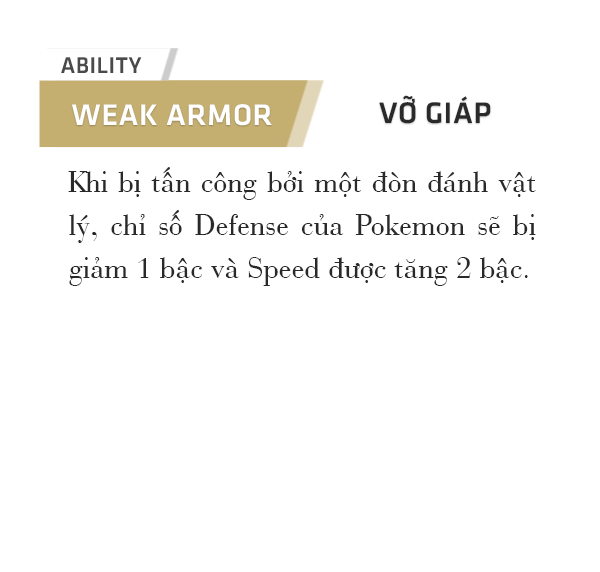 ABILITY
WEAK ARMOR
VỠ GIÁP
Khi bị tấn công bởi một đòn đánh vật
lý, chỉ số Defense của Pokemon sẽ bị
giảm 1 bậc và Speed được tăng 2 bậc.